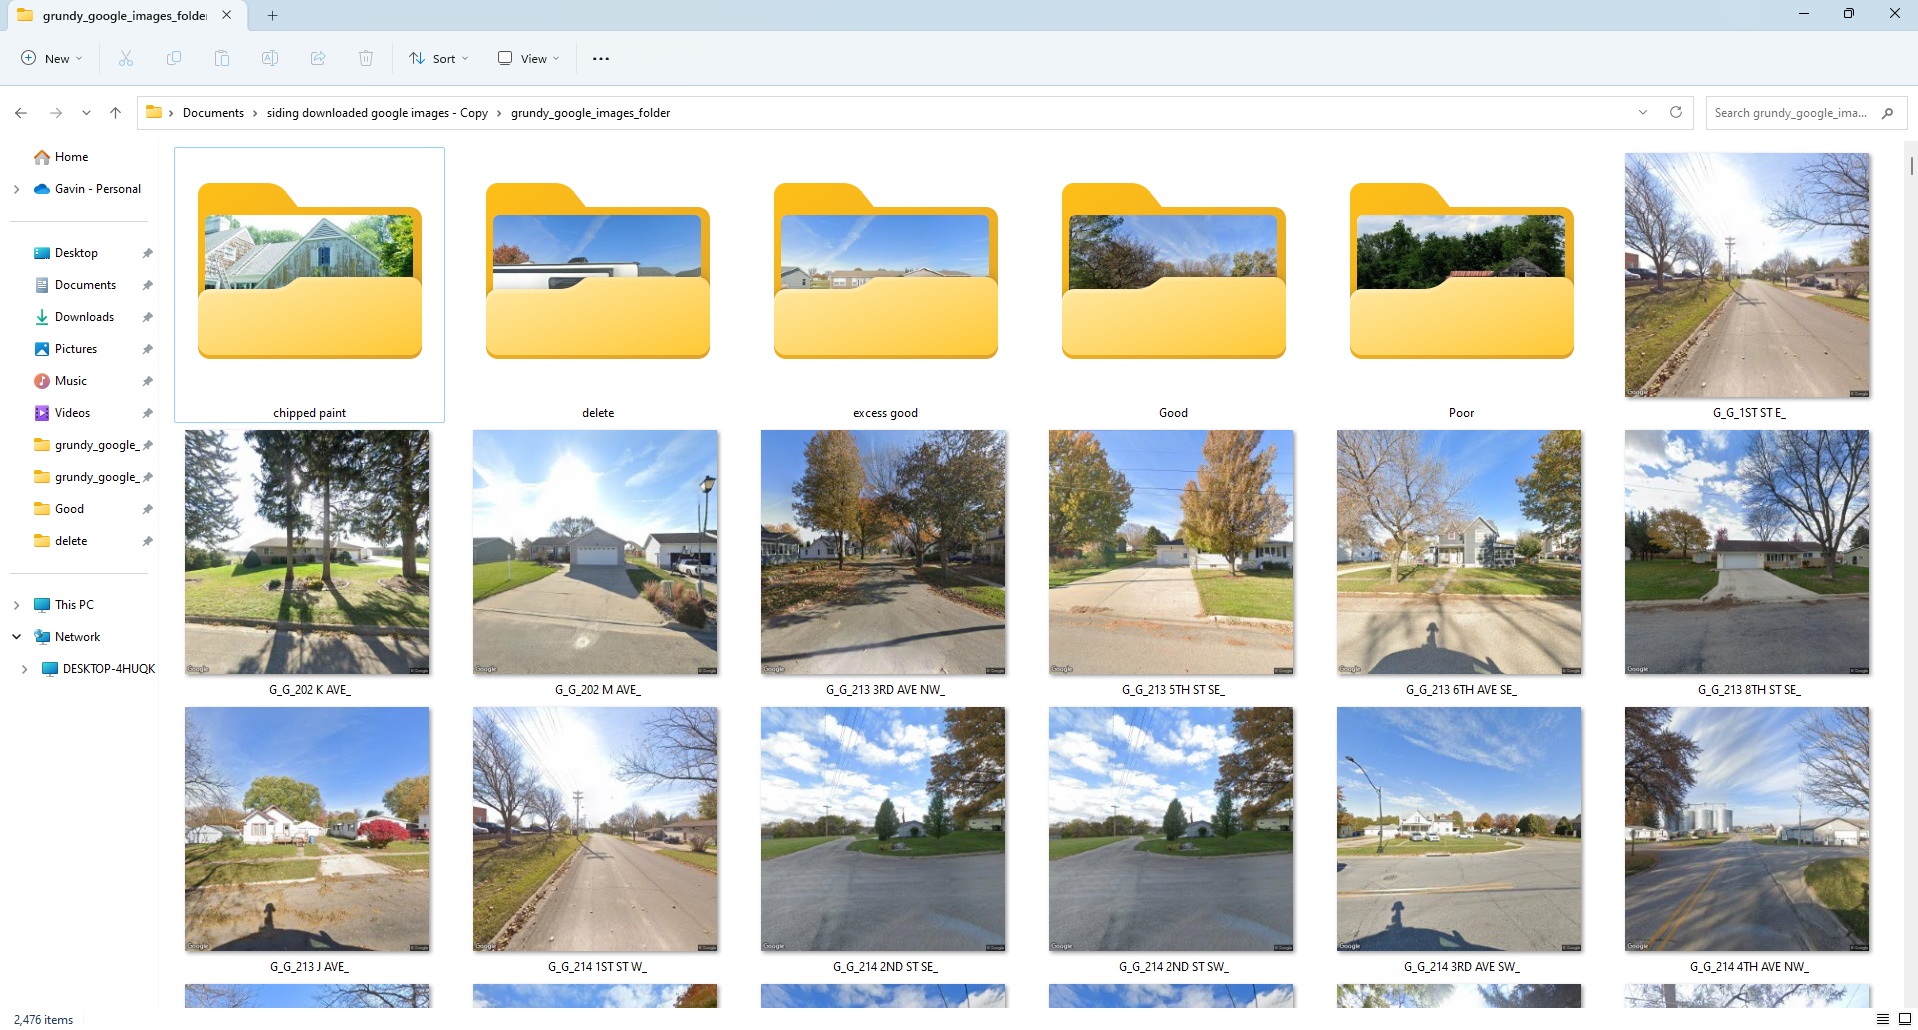 grundy_google_images_folder
New
Sort
View
Documents > siding downloaded google images - Copy > grundy_google_images_folder
Search grundy_google_ima...
Home
Gavin - Personal
Desktop
Documents
Downloads
Pictures
Music
Videos
grundy_google_
grundy_google_
Good
delete
This PC
Network
DESKTOP-4HUQK
chipped paint
delete
excess good
Good
Poor
G_G_1ST ST E_
G_G_202 K AVE_
G_G_202 M AVE_
G_G_213 3RD AVE NW_
G_G_213 5TH ST SE_
G_G_213 6TH AVE SE_
G_G_213 8TH ST SE_
G_G_213 J AVE_
G_G_214 1ST ST W_
G_G_214 2ND ST SE_
G_G_214 2ND ST SW_
G_G_214 3RD AVE SW_
G_G_214 4TH AVE NW_
2,476 items